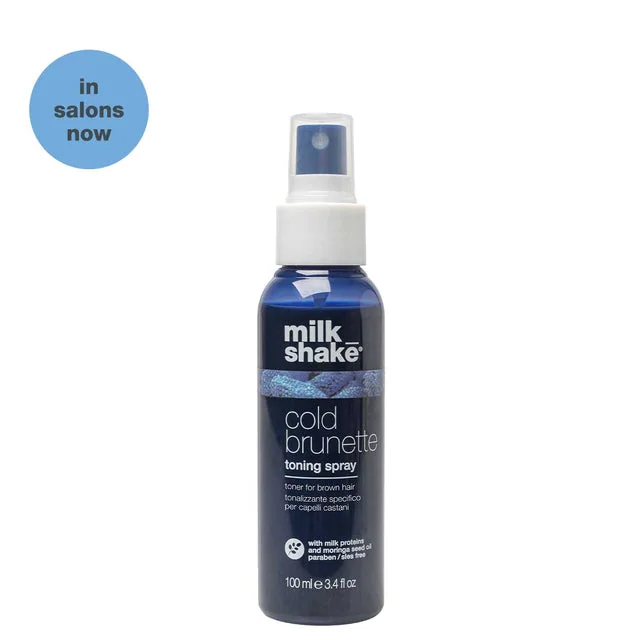 in
salons
now
milk_
shake®
cold
brunette
toning spray
toner for brown hair
tonalizzante specifico
per capelli castani
with milk proteins
and moringa seed oil
paraben / sles free
100 ml e 3.4 fl oz